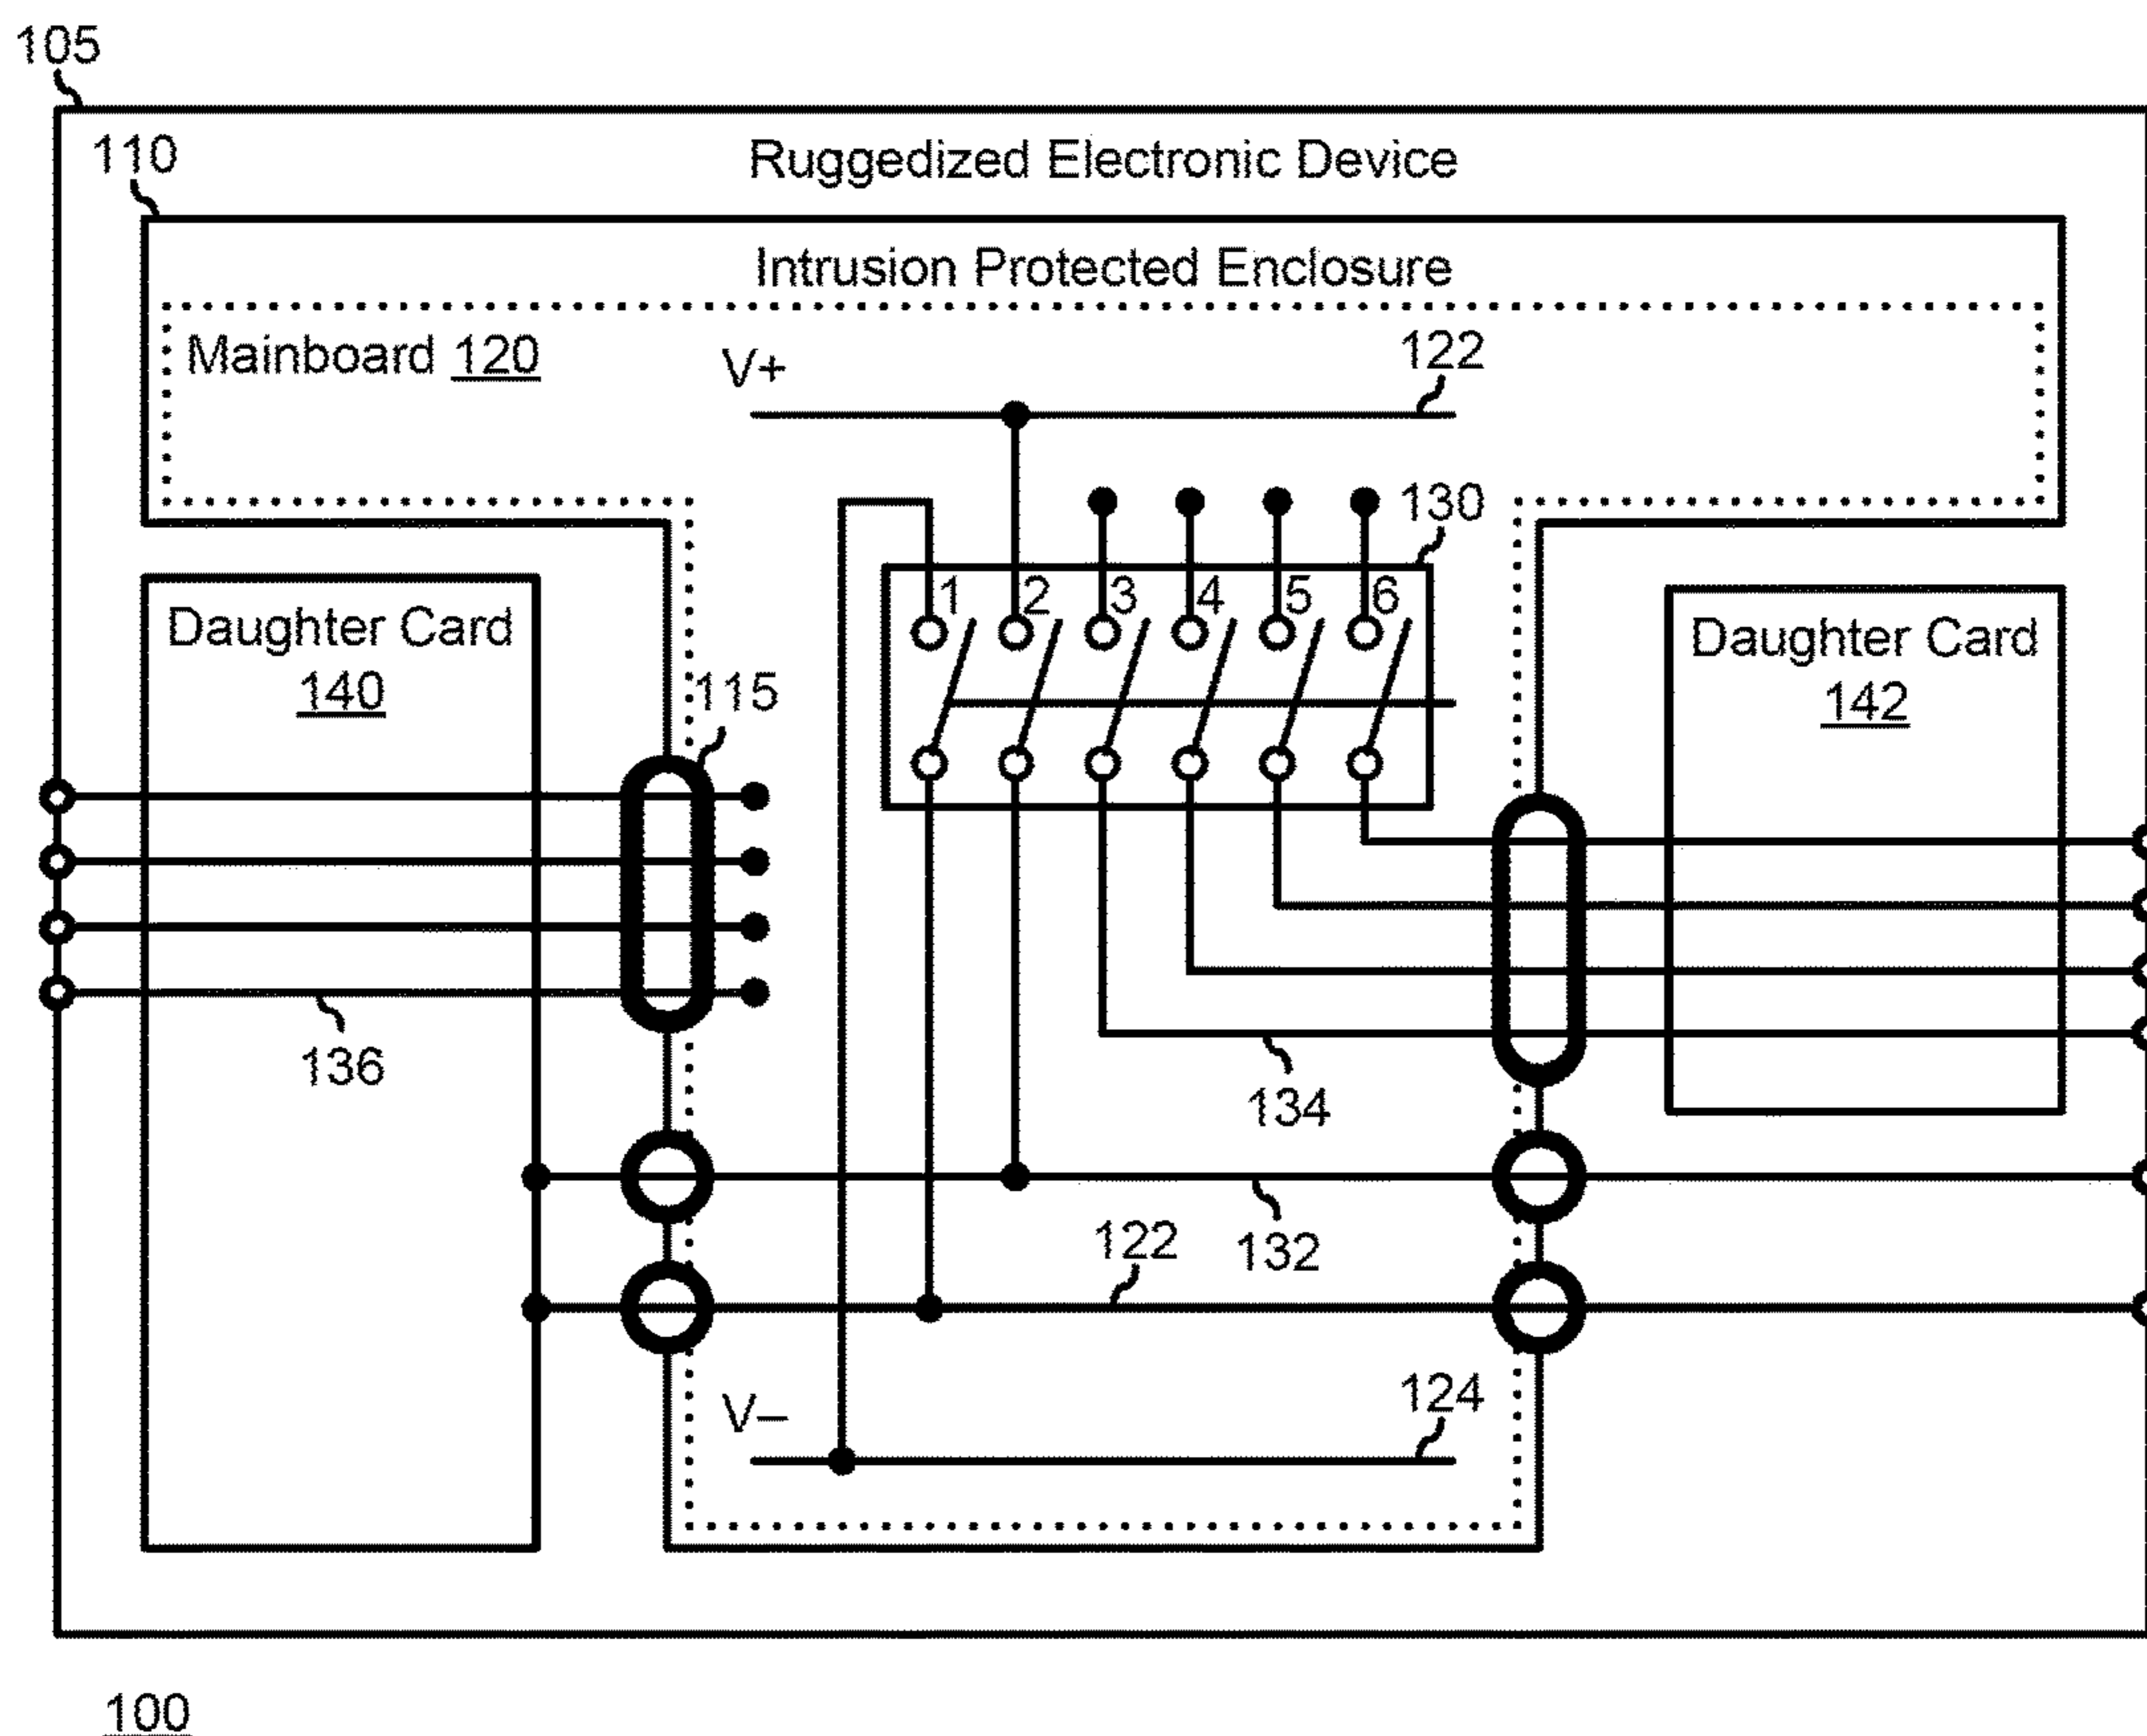 105
110
Ruggedized Electronic Device
Intrusion Protected Enclosure
Mainboard 120
V+
122
130
1 2 3 4 5 6
Daughter Card
140
115
Daughter Card
142
136
134
132
122
V–
124
100